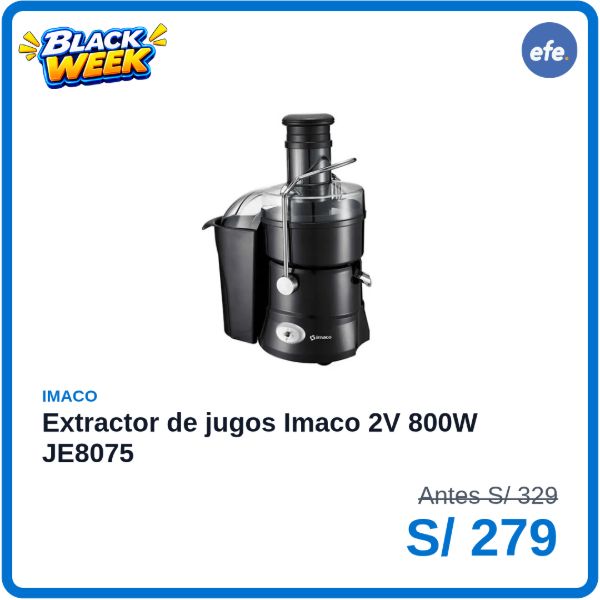 BLACK
WEEK
efe.
imaco
IMACO
Extractor de jugos Imaco 2V 800W
JE8075
Antes S/ 329
S/ 279